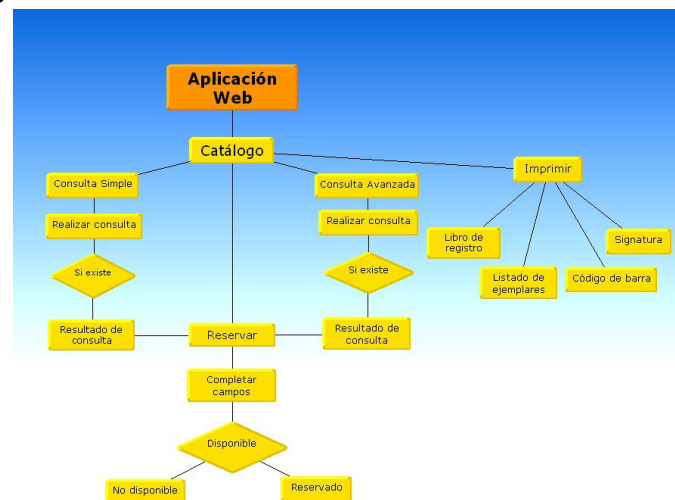 Aplicación
Web
Catálogo
Consulta Simple
Consulta Avanzada
Imprimir
Realizar consulta
Realizar consulta
Libro de
registro
Signatura
Si existe
Si existe
Listado de
ejemplares
Código de barra
Resultado de
consulta
Reservar
Resultado de
consulta
Completar
campos
Disponible
No disponible
Reservado